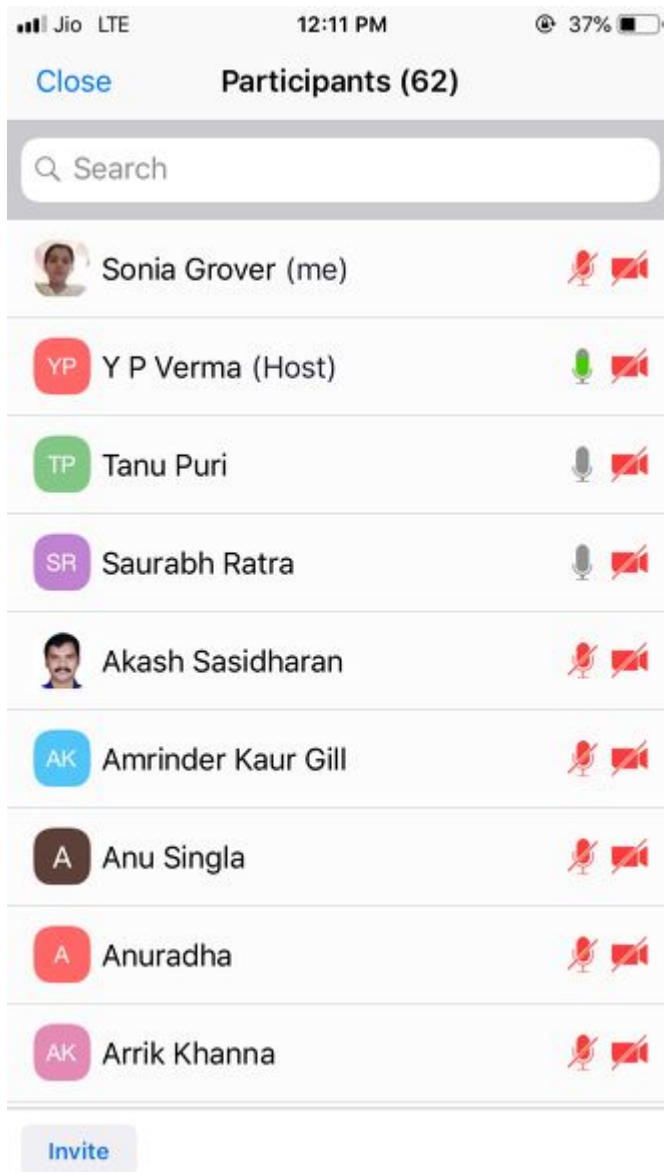 Jio LTE 12:11 PM 37%
Close Participants (62)
Search
Sonia Grover (me)
YP Y P Verma (Host)
TP Tanu Puri
SR Saurabh Ratra
Akash Sasidharan
AK Amrinder Kaur Gill
A Anu Singla
A Anuradha
AK Arrik Khanna
Invite